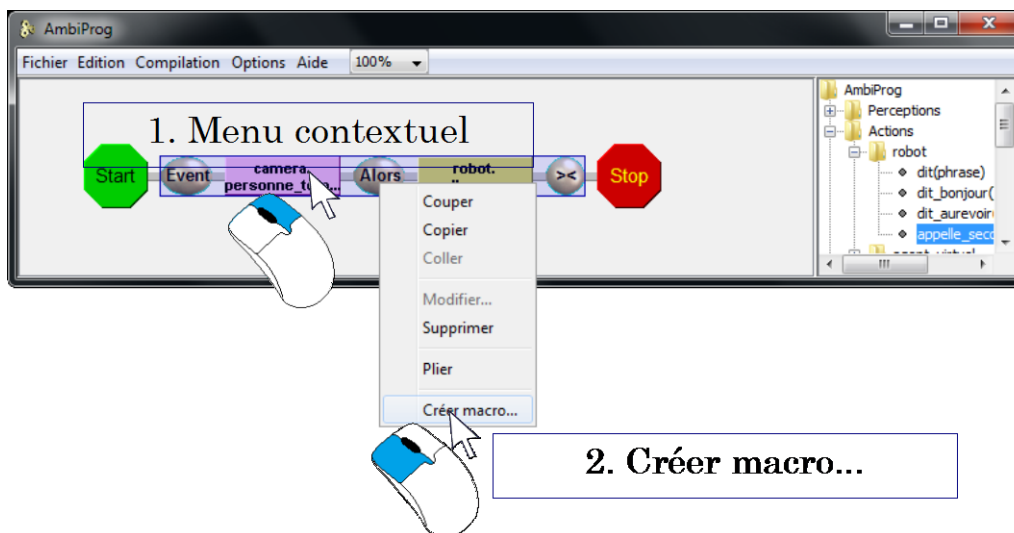 AmbiProg
Fichier Edition Compilation Options Aide 100%
AmbiProg
Perceptions
Actions
robot
dit(phrase)
dit_bonjour(
dit_aurevoir
appelle_seco
1. Menu contextuel
Start Event camera. Alors robot. >< Stop
Couper
Copier
Coller
Modifier...
Supprimer
Plier
Créer macro...
2. Créer macro...